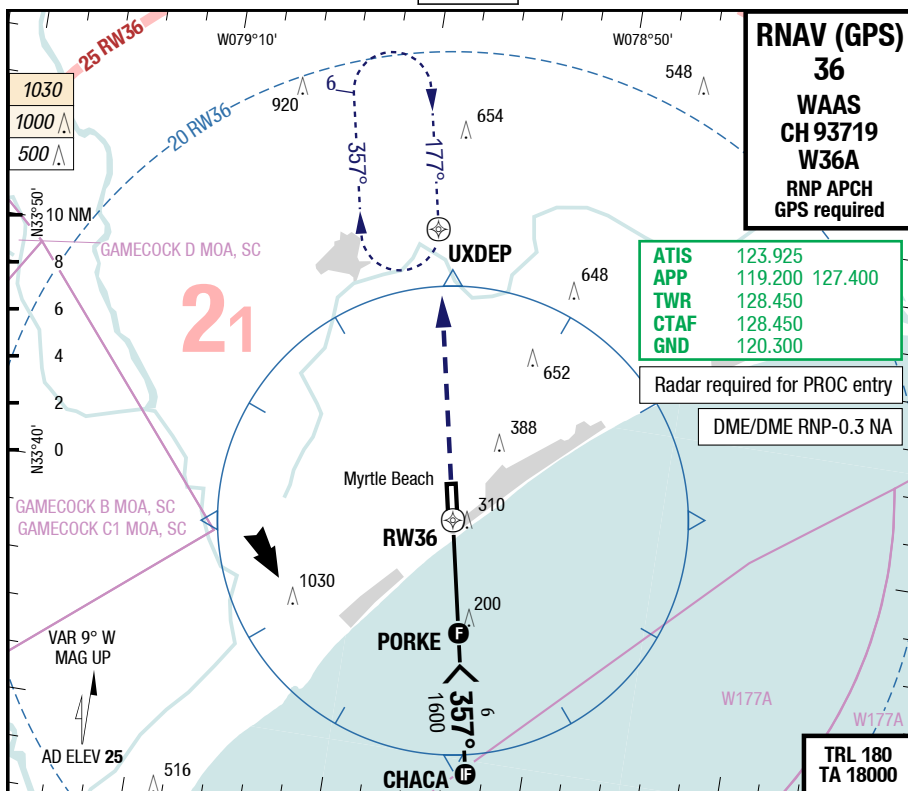 W079°10'
W078°50'
25 RW36
RNAV (GPS)
36
WAAS
CH 93719
W36A
RNP APCH
GPS required
1030
1000
500
6
920
548
654
20 RW36
357°
177°
N33°50'
10 NM
8
6
4
2
0
N33°40'
GAMECOCK D MOA, SC
UXDEP
21
648
652
388
ATIS 123.925
APP 119.200 127.400
TWR 128.450
CTAF 128.450
GND 120.300
Radar required for PROC entry
DME/DME RNP-0.3 NA
Myrtle Beach
GAMECOCK B MOA, SC
GAMECOCK C1 MOA, SC
310
RW36
1030
200
PORKE
F
VAR 9° W
MAG UP
AD ELEV 25
357°
6
1600
W177A
W177A
516
CHACA
IF
TRL 180
TA 18000